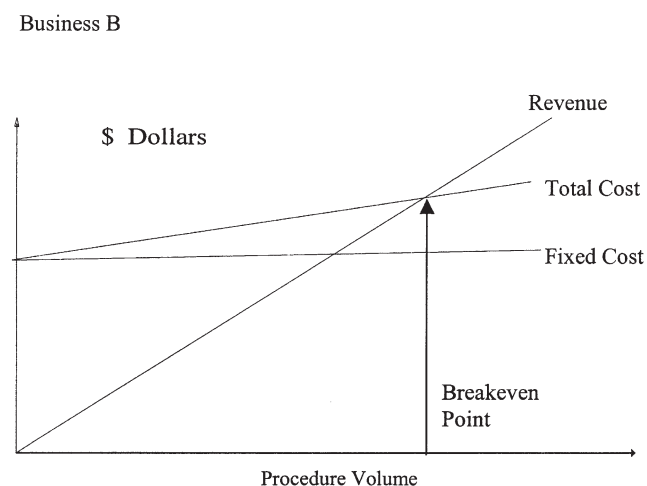 Business B
Revenue
$ Dollars
Total Cost
Fixed Cost
Breakeven
Point
Procedure Volume